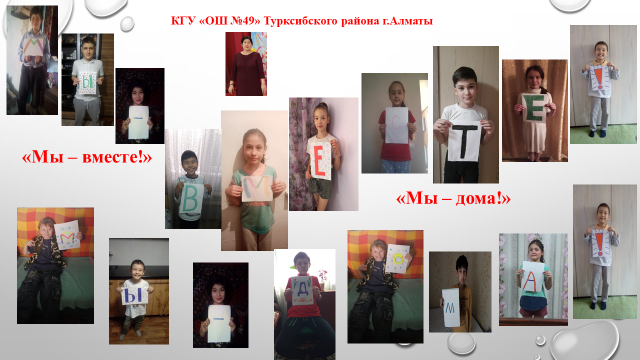 КГУ «ОШ №49» Турксибского района г.Алматы
М Ы – В М Е С Т Е !
«Мы – вместе!»
«Мы – дома!»
М Ы – Д О М А !